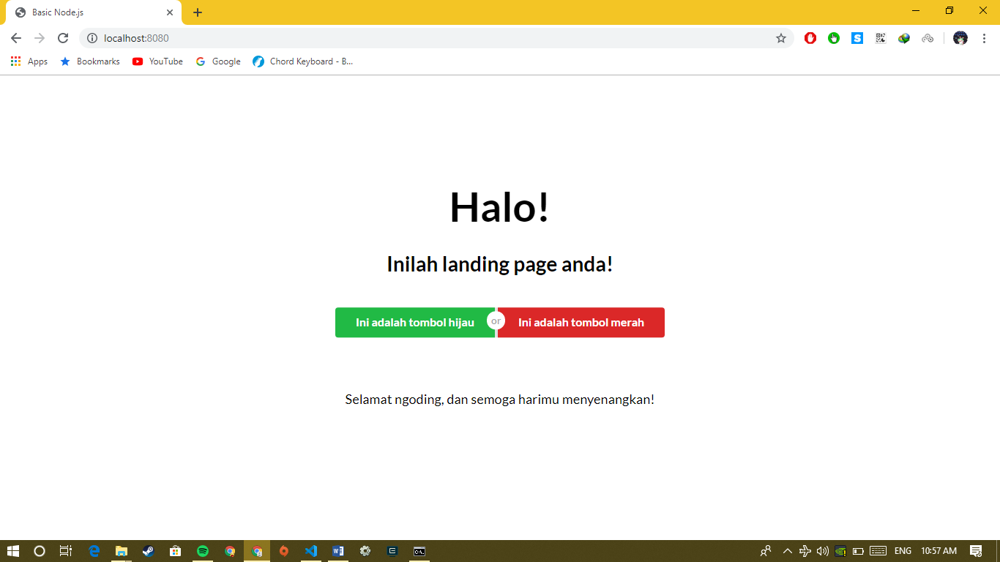 Basic Node.js
localhost:8080
Apps Bookmarks YouTube Google Chord Keyboard - B...
Halo!
Inilah landing page anda!
Ini adalah tombol hijau or Ini adalah tombol merah
Selamat ngoding, dan semoga harimu menyenangkan!
ENG 10:57 AM